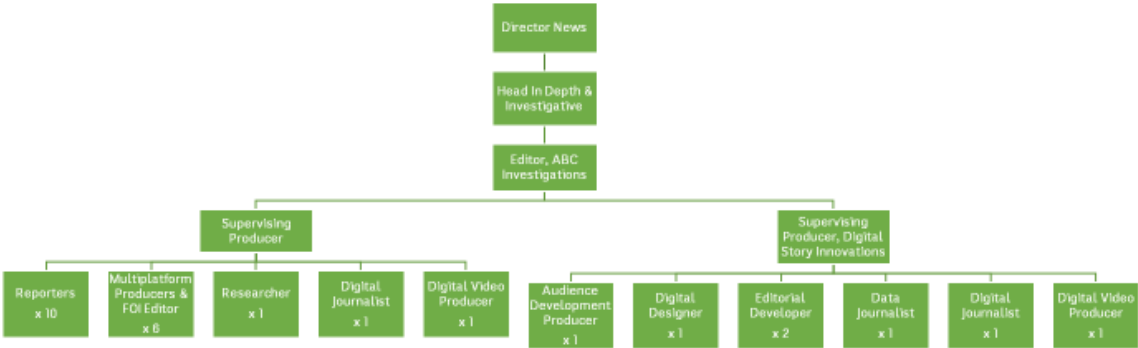 Director News
Head In Depth &
Investigative
Editor, ABC
Investigations
Supervising
Producer
Supervising
Producer, Digital
Story Innovations
Reporters
x 10
Multiplatform
Producers &
FOI Editor
x 6
Researcher
x 1
Digital
Journalist
x 1
Digital Video
Producer
x 1
Audience
Development
Producer
x 1
Digital
Designer
x 1
Editorial
Developer
x 2
Data
Journalist
x 1
Digital
Journalist
x 1
Digital Video
Producer
x 1